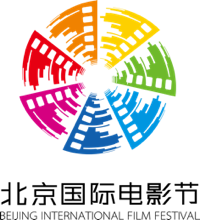 北京国际电影节
BEIJING INTERNATIONAL FILM FESTIVAL